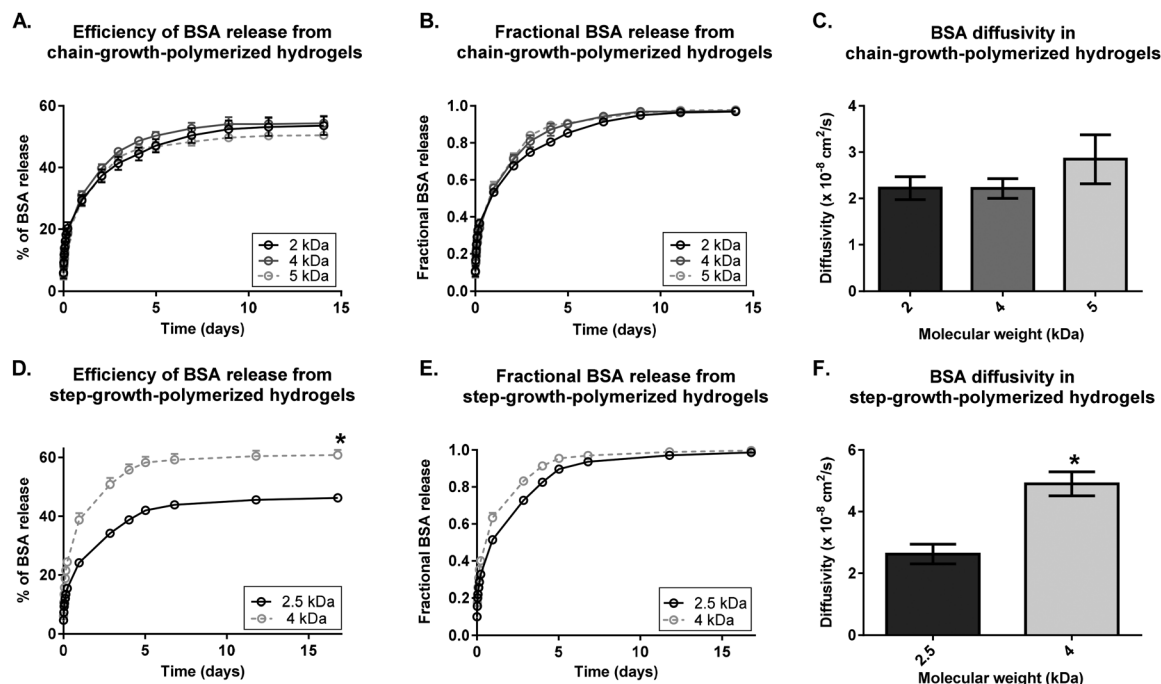 A.
Efficiency of BSA release from
chain-growth-polymerized hydrogels
% of BSA release
60
40
20
0
0
5
10
15
Time (days)
2 kDa
4 kDa
5 kDa
B.
Fractional BSA release from
chain-growth-polymerized hydrogels
Fractional BSA release
1.0
0.8
0.6
0.4
0.2
0.0
0
5
10
15
Time (days)
2 kDa
4 kDa
5 kDa
C.
BSA diffusivity in
chain-growth-polymerized hydrogels
Diffusivity (x 10⁻⁸ cm²/s)
4
3
2
1
0
2
4
5
Molecular weight (kDa)
D.
Efficiency of BSA release from
step-growth-polymerized hydrogels
% of BSA release
60
40
20
0
0
5
10
15
Time (days)
*
2.5 kDa
4 kDa
E.
Fractional BSA release from
step-growth-polymerized hydrogels
Fractional BSA release
1.0
0.8
0.6
0.4
0.2
0.0
0
5
10
15
Time (days)
2.5 kDa
4 kDa
F.
BSA diffusivity in
step-growth-polymerized hydrogels
Diffusivity (x 10⁻⁸ cm²/s)
6
4
2
0
*
2.5
4
Molecular weight (kDa)